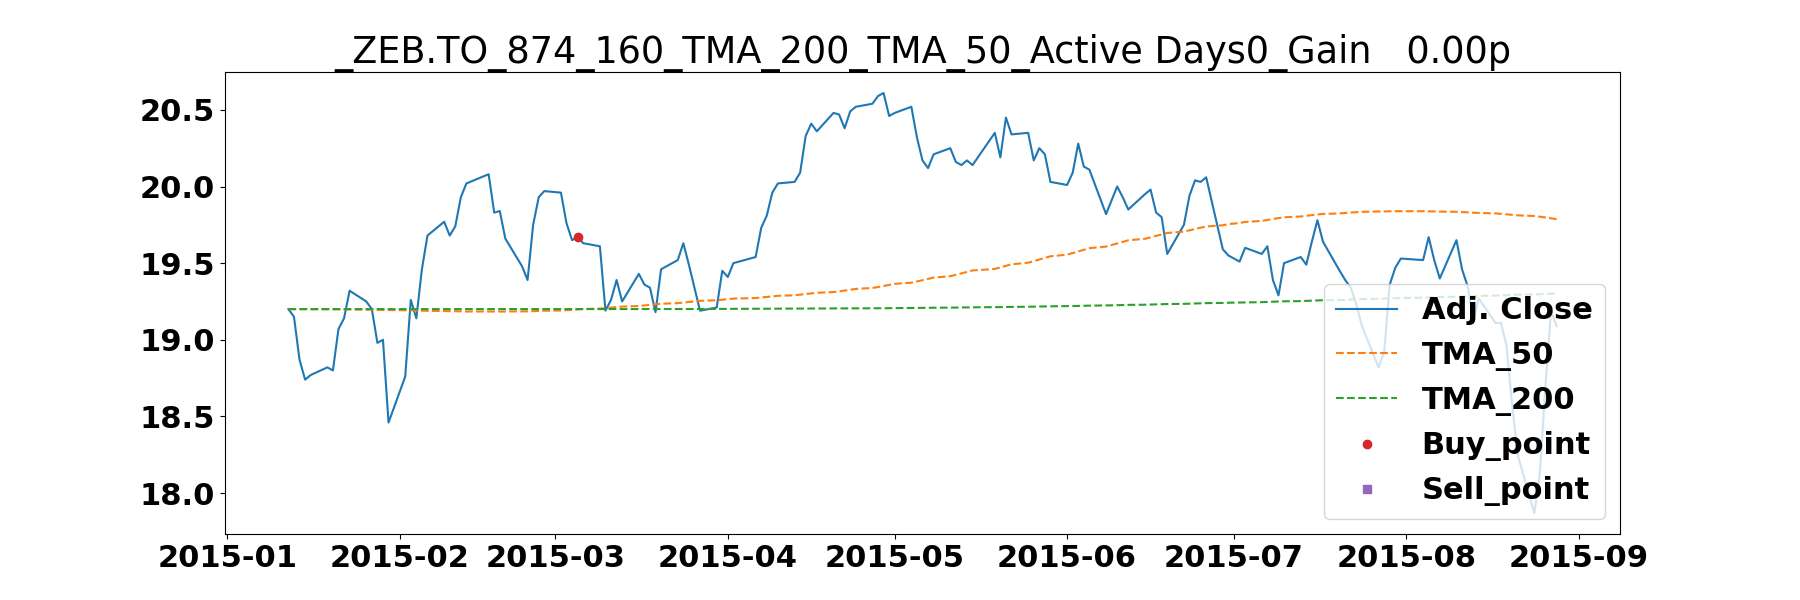 _ZEB.TO_874_160_TMA_200_TMA_50_Active Days0_Gain   0.00p
20.5
20.0
19.5
19.0
18.5
18.0
Adj. Close
TMA_50
TMA_200
Buy_point
Sell_point
2015-01 2015-02 2015-03 2015-04 2015-05 2015-06 2015-07 2015-08 2015-09